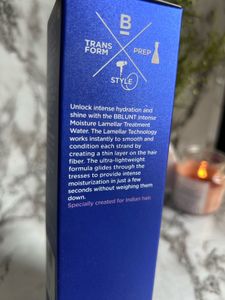 B
TRANS
FORM
PREP
STYLE
Unlock intense hydration and
shine with the BBLUNT Intense
Moisture Lamellar Treatment
Water. The Lamellar Technology
works instantly to smooth and
condition each strand by
creating a thin layer on the hair
fiber. The ultra-lightweight
formula glides through the
tresses to provide intense
moisturization in just a few
seconds without weighing them
down.
Specially created for Indian hair